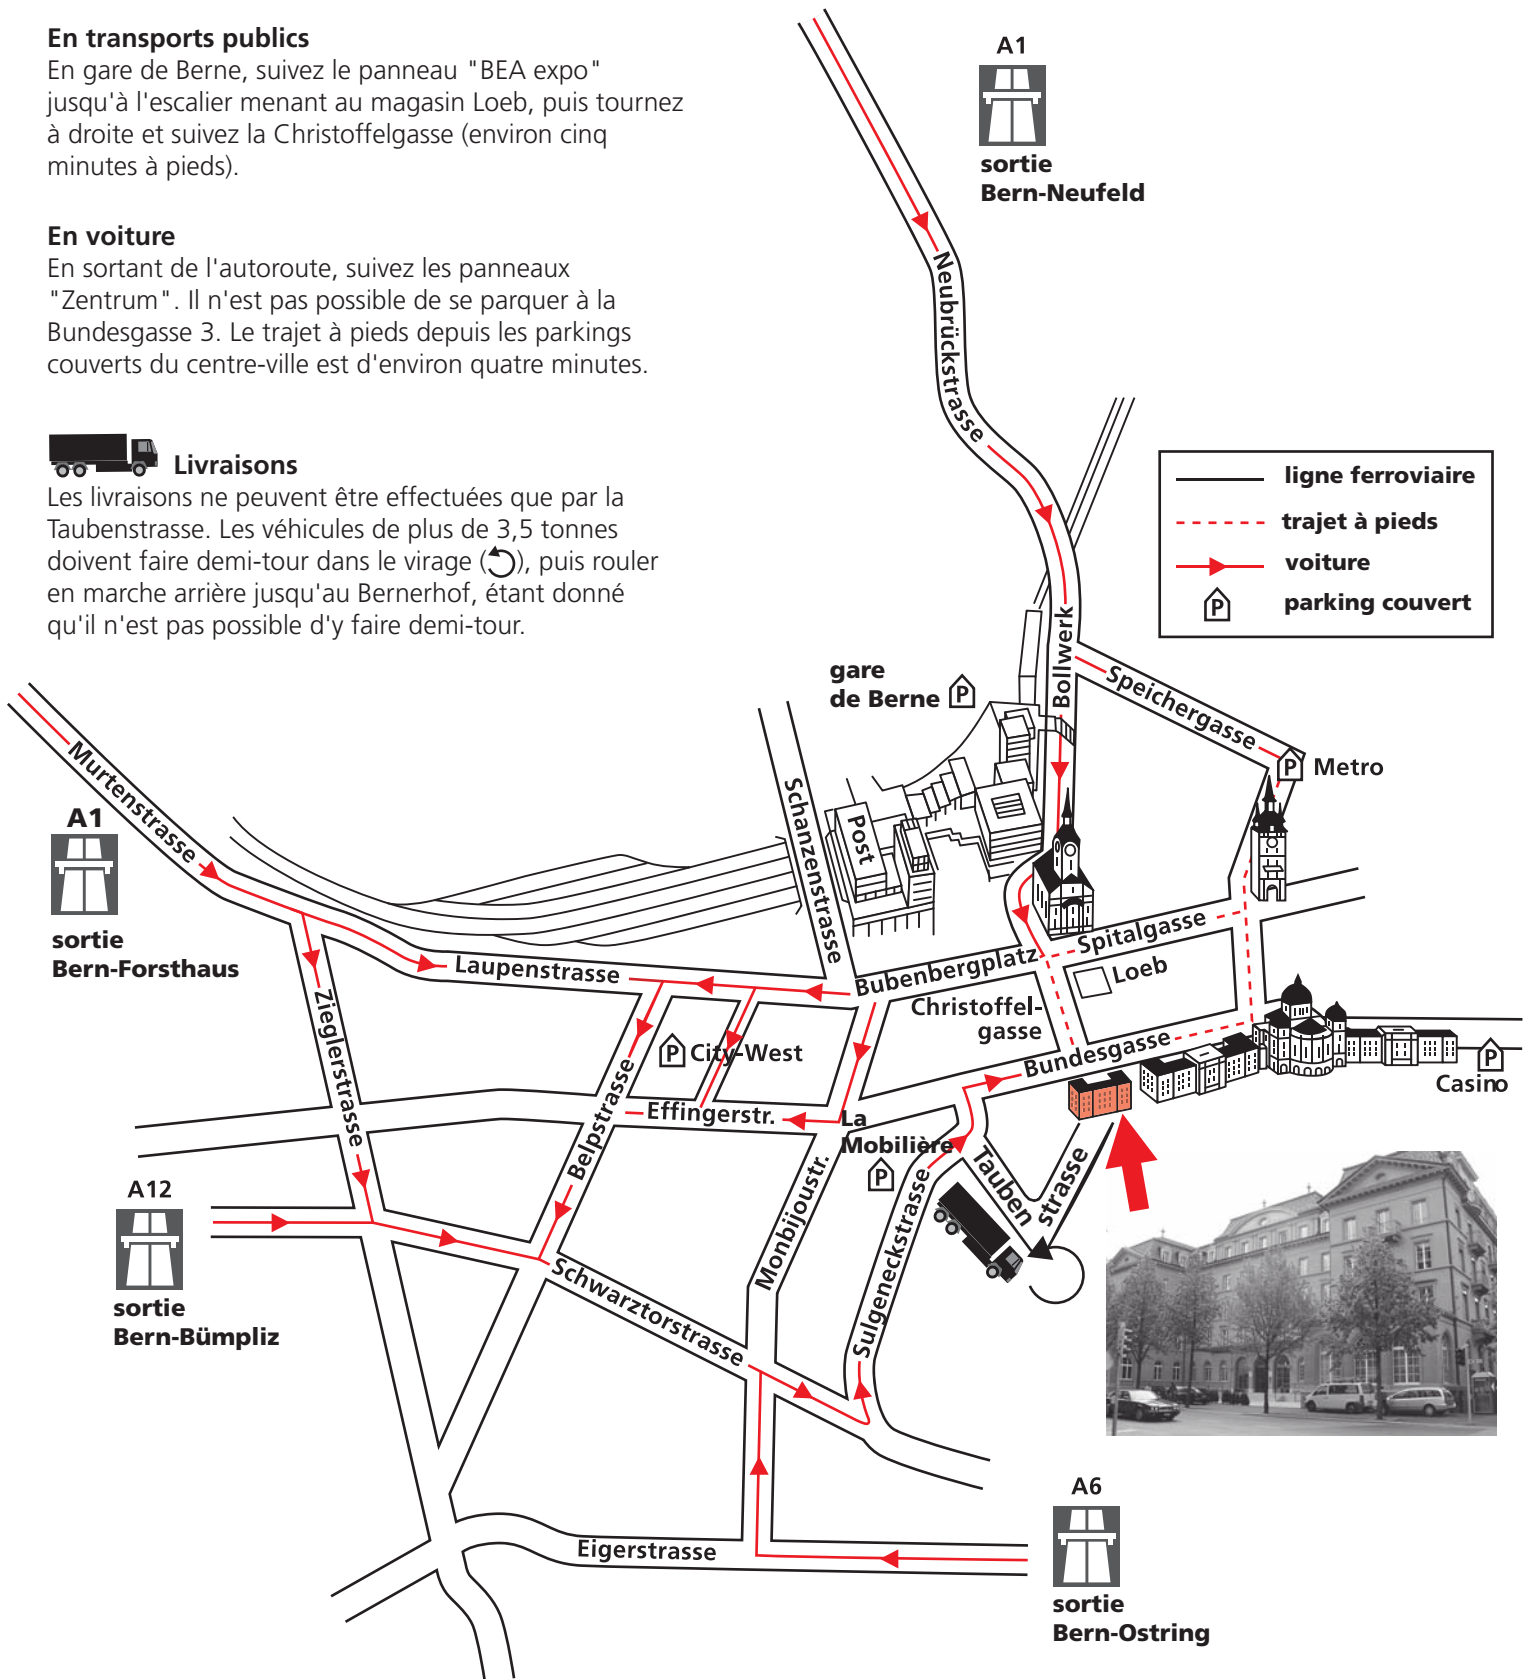 En transports publics
En gare de Berne, suivez le panneau "BEA expo"
jusqu'à l'escalier menant au magasin Loeb, puis tournez
à droite et suivez la Christoffelgasse (environ cinq
minutes à pieds).
En voiture
En sortant de l'autoroute, suivez les panneaux
"Zentrum". Il n'est pas possible de se parquer à la
Bundesgasse 3. Le trajet à pieds depuis les parkings
couverts du centre-ville est d'environ quatre minutes.
Livraisons
Les livraisons ne peuvent être effectuées que par la
Taubenstrasse. Les véhicules de plus de 3,5 tonnes
doivent faire demi-tour dans le virage (), puis rouler
en marche arrière jusqu'au Bernerhof, étant donné
qu'il n'est pas possible d'y faire demi-tour.
A1
sortie
Bern-Neufeld
Neubrückstrasse
ligne ferroviaire
trajet à pieds
voiture
P
parking couvert
Bollwerk
Speichergasse
gare
de Berne
P
P
Metro
Murtenstrasse
A1
sortie
Bern-Forsthaus
Schanzenstrasse
Post
Laupenstrasse
Bubenbergplatz
Spitalgasse
Loeb
Christoffel-
gasse
Bundesgasse
P
Casino
Zieglerstrasse
P
City-West
Belpstrasse
Effingerstr.
La
Mobilière
P
Monbijoustr.
Sulgeneckstrasse
Tauben
strasse
A12
sortie
Bern-Bümpliz
Schwarztorstrasse
Eigerstrasse
A6
sortie
Bern-Ostring